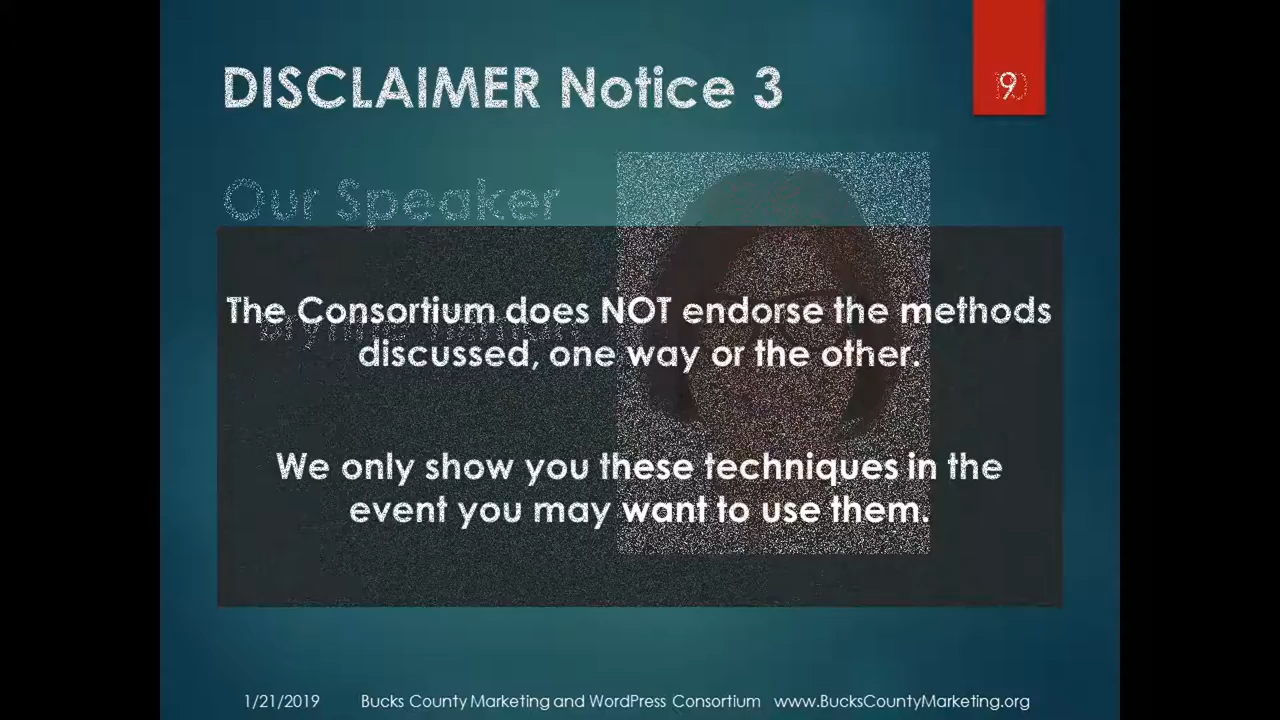 DISCLAIMER Notice 3
9
Our Speaker
The Consortium does NOT endorse the methods
discussed, one way or the other.
We only show you these techniques in the
event you may want to use them.
1/21/2019 Bucks County Marketing and WordPress Consortium www.BucksCountyMarketing.org